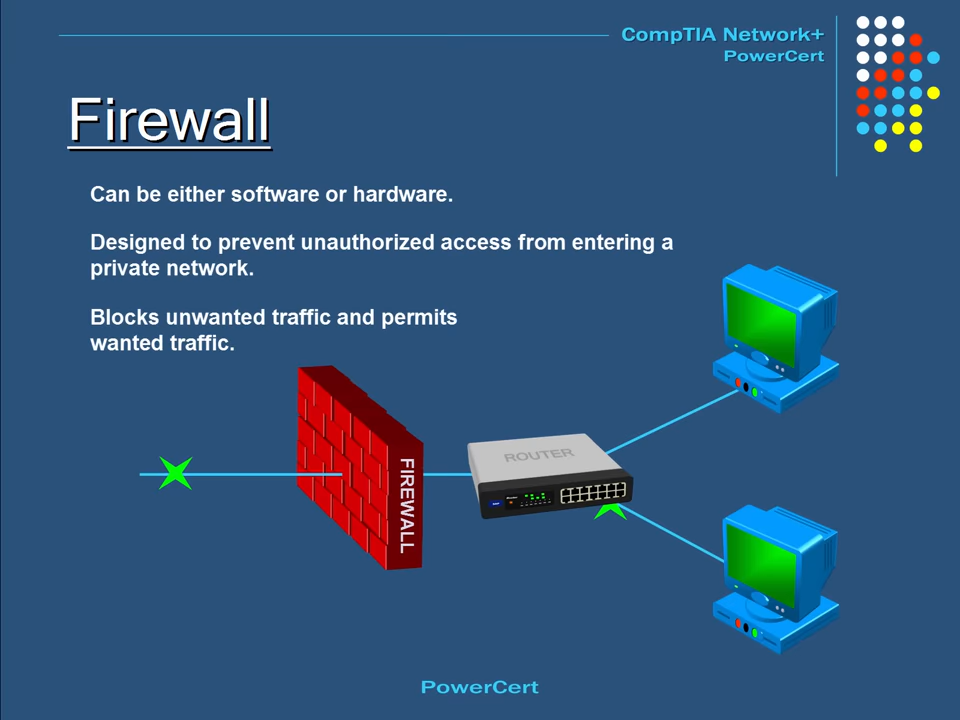 CompTIA Network+
PowerCert
Firewall
Can be either software or hardware.
Designed to prevent unauthorized access from entering a
private network.
Blocks unwanted traffic and permits
wanted traffic.
FIREWALL
ROUTER
PowerCert